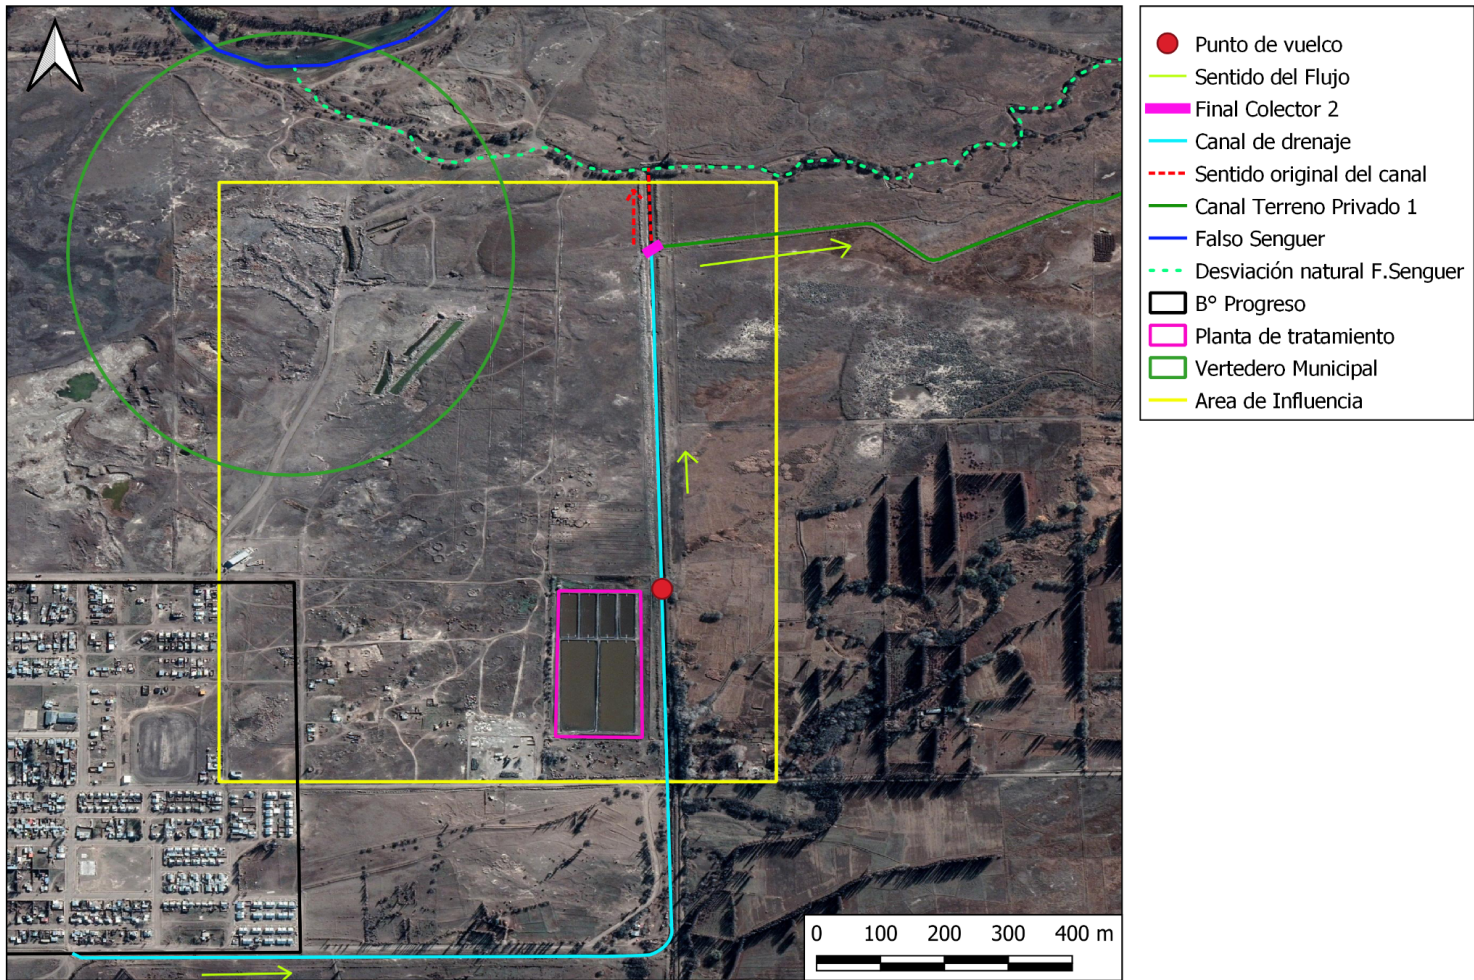 Punto de vuelco
Sentido del Flujo
Final Colector 2
Canal de drenaje
Sentido original del canal
Canal Terreno Privado 1
Falso Senguer
Desviación natural F.Senguer
B° Progreso
Planta de tratamiento
Vertedero Municipal
Area de Influencia
0 100 200 300 400 m